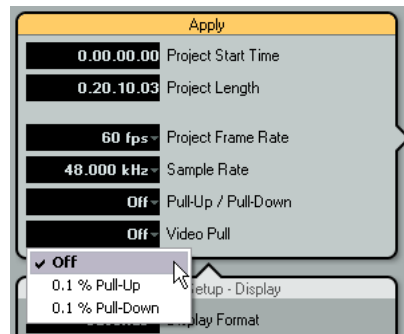 Apply
0.00.00.00 Project Start Time
0.20.10.03 Project Length
60 fps Project Frame Rate
48.000 kHz Sample Rate
Off Pull-Up / Pull-Down
Off Video Pull
Off
0.1 % Pull-Up
0.1 % Pull-Down
etup - Display
play Format